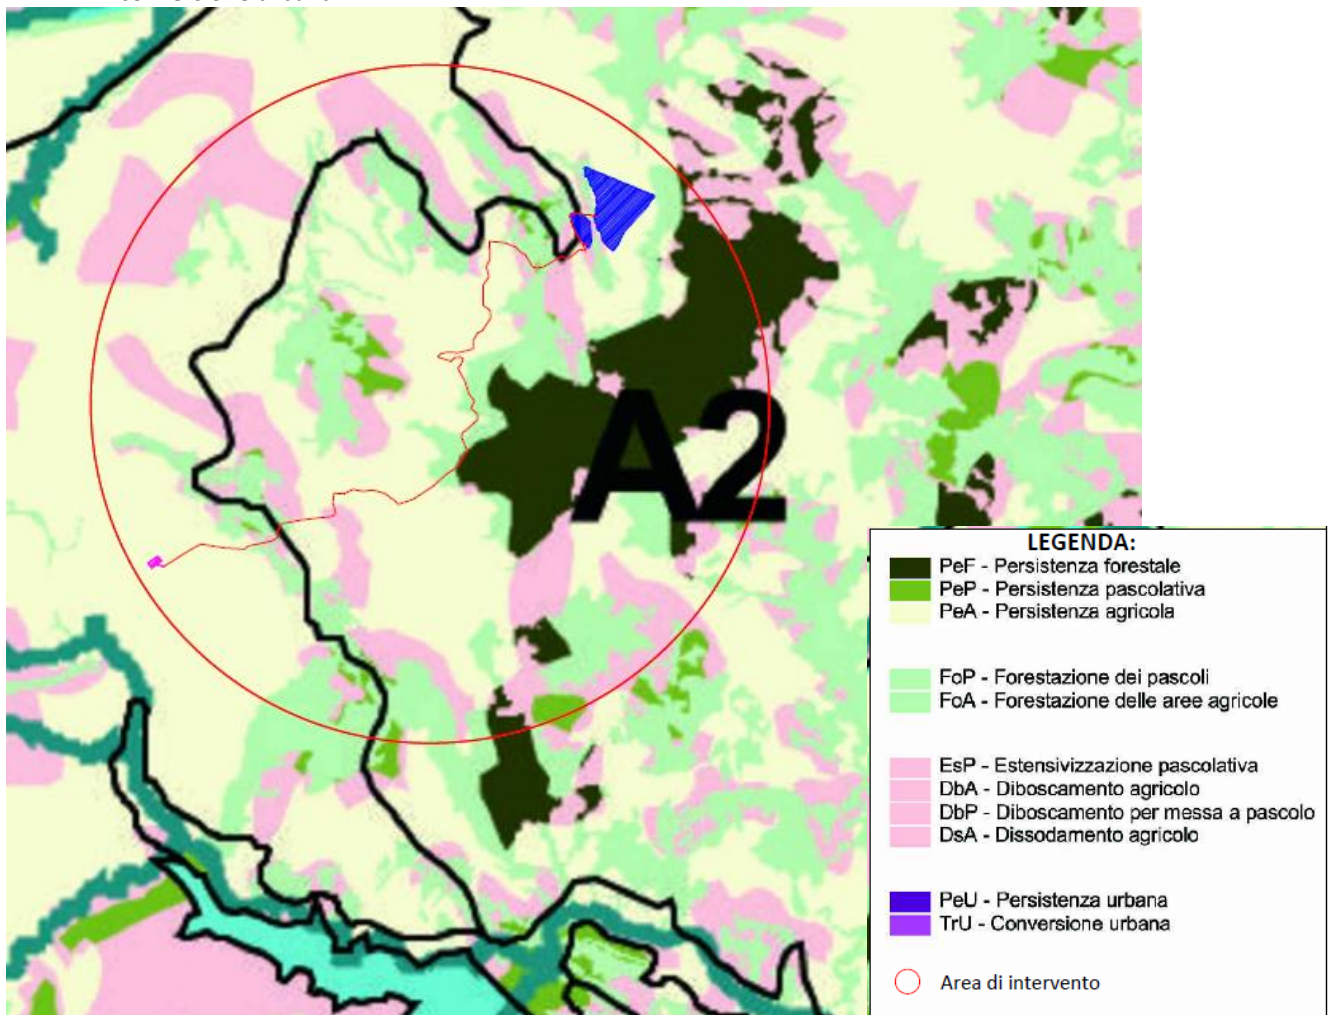 A2
LEGENDA:
PeF - Persistenza forestale
PeP - Persistenza pascolativa
PeA - Persistenza agricola
FoP - Forestazione dei pascoli
FoA - Forestazione delle aree agricole
EsP - Estensivizzazione pascolativa
DbA - Diboscamento agricolo
DbP - Diboscamento per messa a pascolo
DsA - Dissodamento agricolo
PeU - Persistenza urbana
TrU - Conversione urbana
Area di intervento